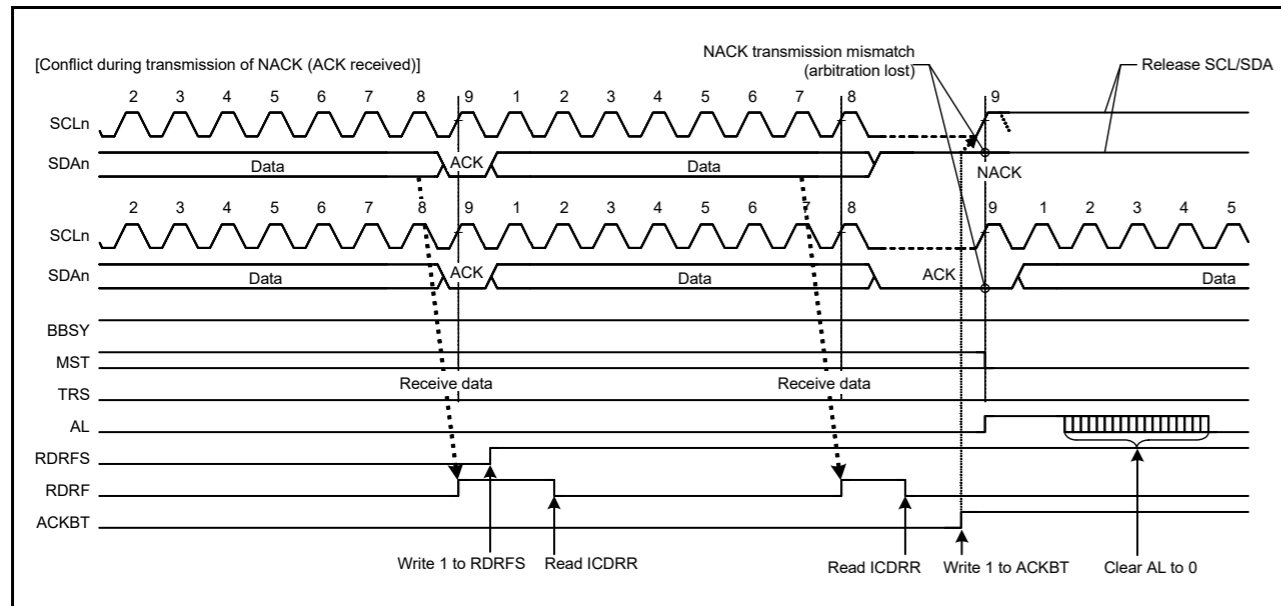 NACK transmission mismatch
(arbitration lost)
Release SCL/SDA
[Conflict during transmission of NACK (ACK received)]
2 3 4 5 6 7 8 9 1 2 3 4 5 6 7 8 9
SCLn
SDAn Data ACK Data NACK
2 3 4 5 6 7 8 9 1 2 3 4 5 6 7 8 9 1 2 3 4 5
SCLn
SDAn Data ACK Data ACK Data
BBSY
MST
Receive data Receive data
TRS
AL
RDRFS
RDRF
ACKBT
Write 1 to RDRFS Read ICDRR Read ICDRR Write 1 to ACKBT Clear AL to 0